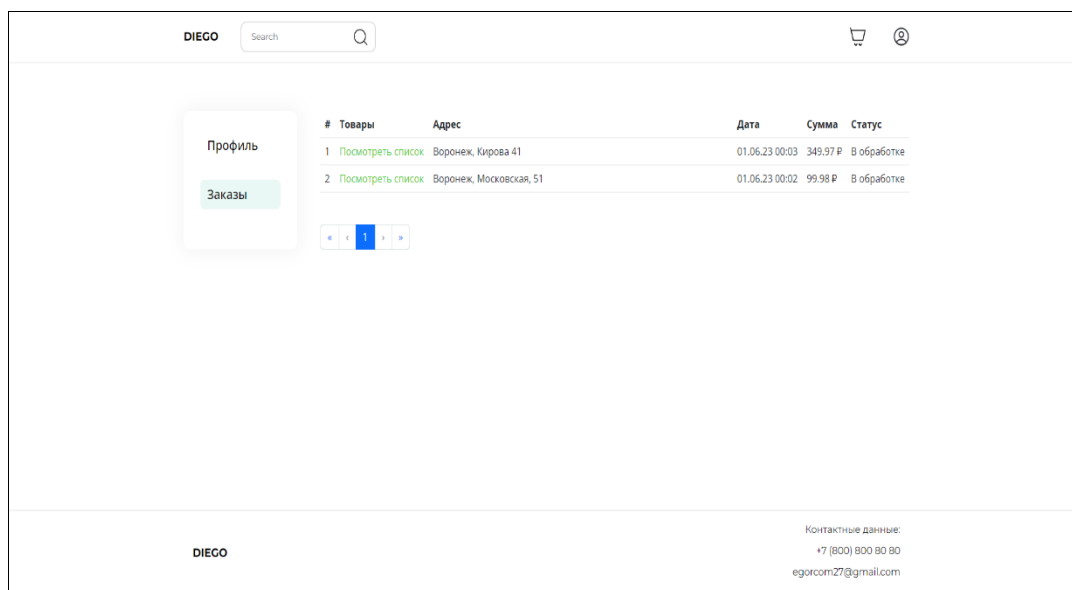 DIEGO Search
Профиль
Заказы
# Товары Адрес Дата Сумма Статус
1 Посмотреть список Воронеж, Кирова 41 01.06.23 00:03 349.97 ₽ В обработке
2 Посмотреть список Воронеж, Московская, 51 01.06.23 00:02 99.98 ₽ В обработке
« ‹ 1 › »
DIEGO
Контактные данные:
+7 (800) 800 80 80
egorcom27@gmail.com